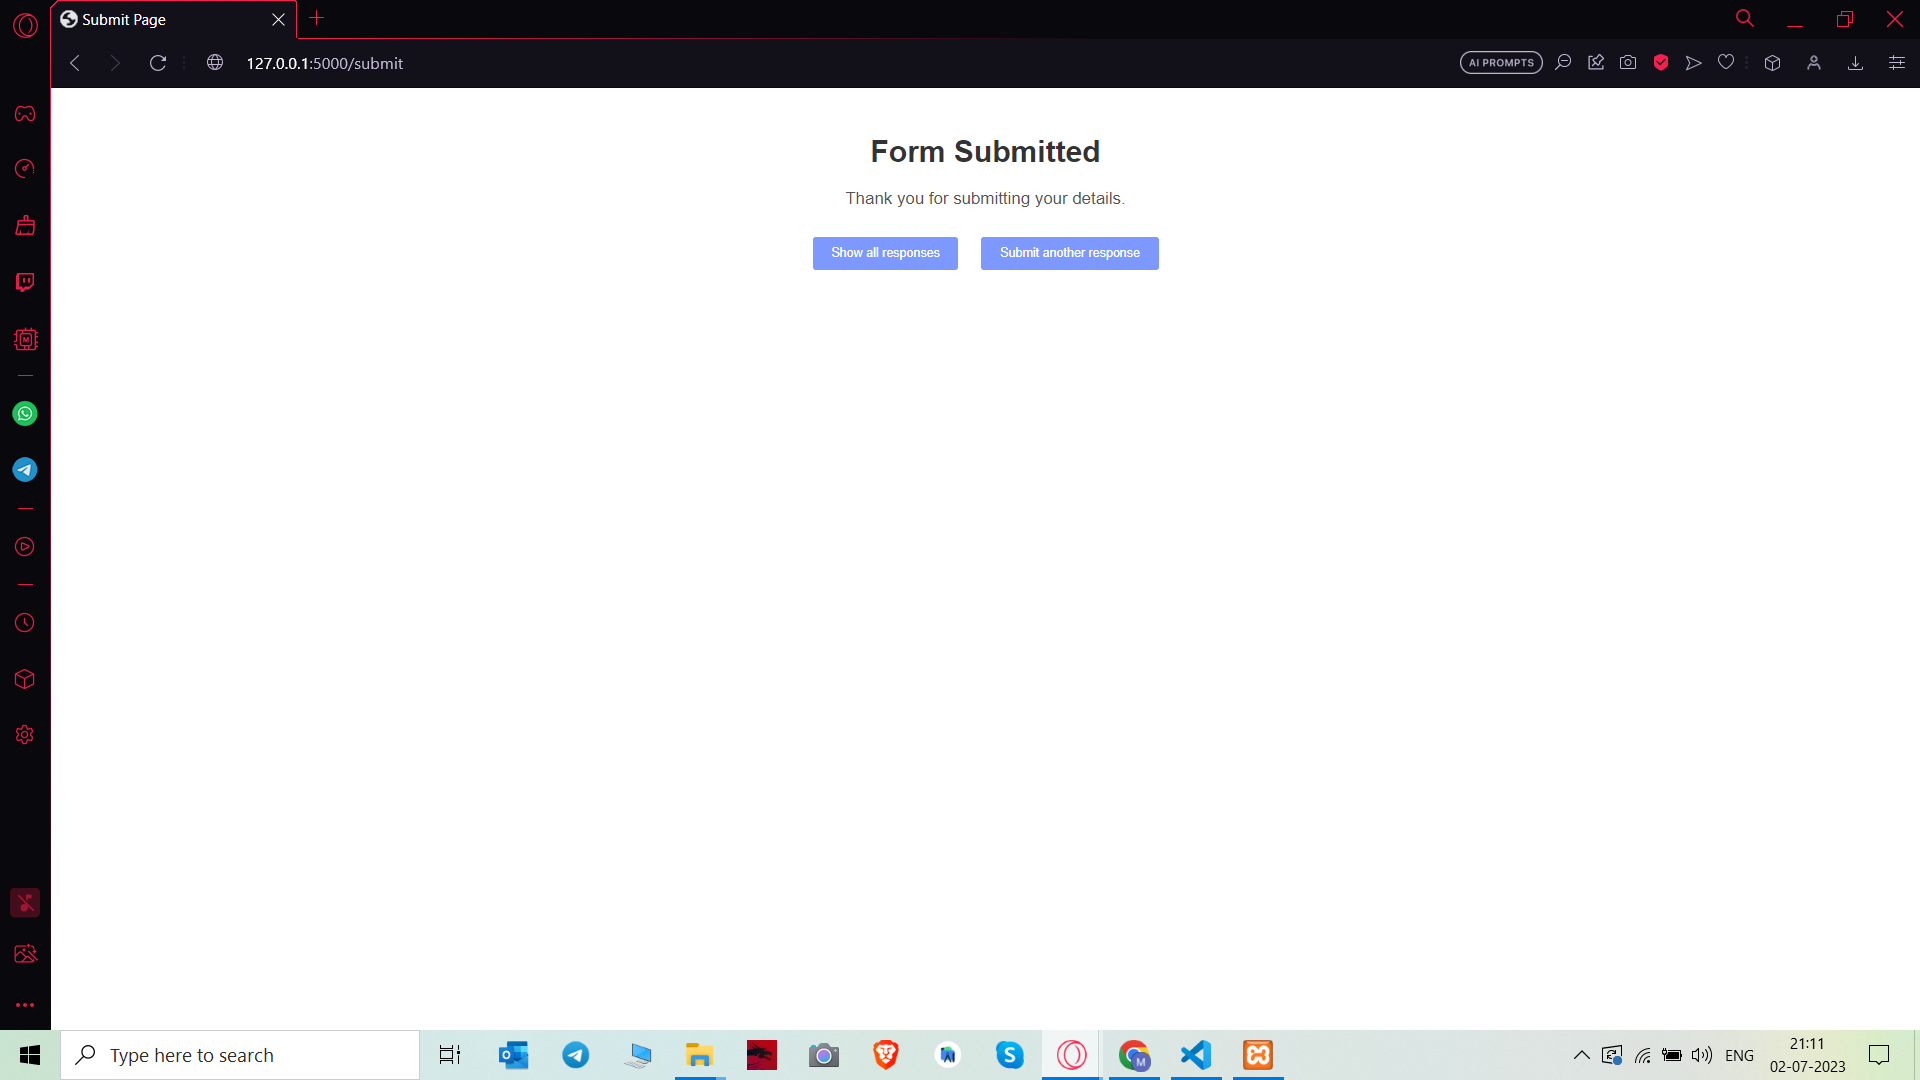 Submit Page
127.0.0.1:5000/submit
AI PROMPTS
Form Submitted
Thank you for submitting your details.
Show all responses
Submit another response
Type here to search
ENG
21:11
02-07-2023